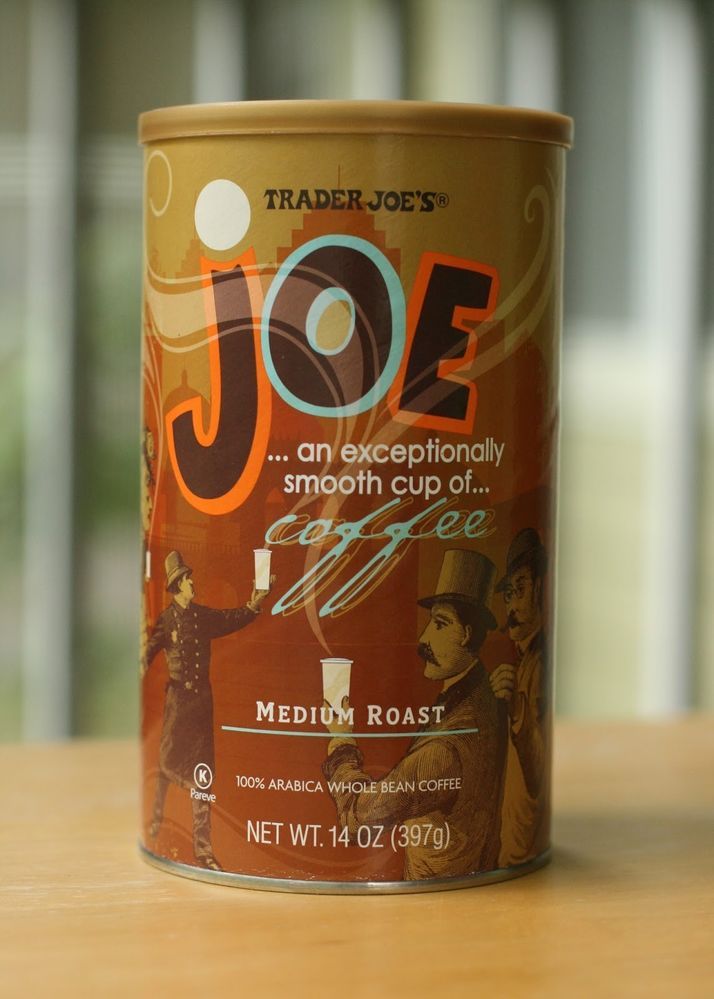 TRADER JOE'S®
JOE
... an exceptionally
smooth cup of...
coffee
MEDIUM ROAST
K
Pareve
100% ARABICA WHOLE BEAN COFFEE
NET WT. 14 OZ (397g)